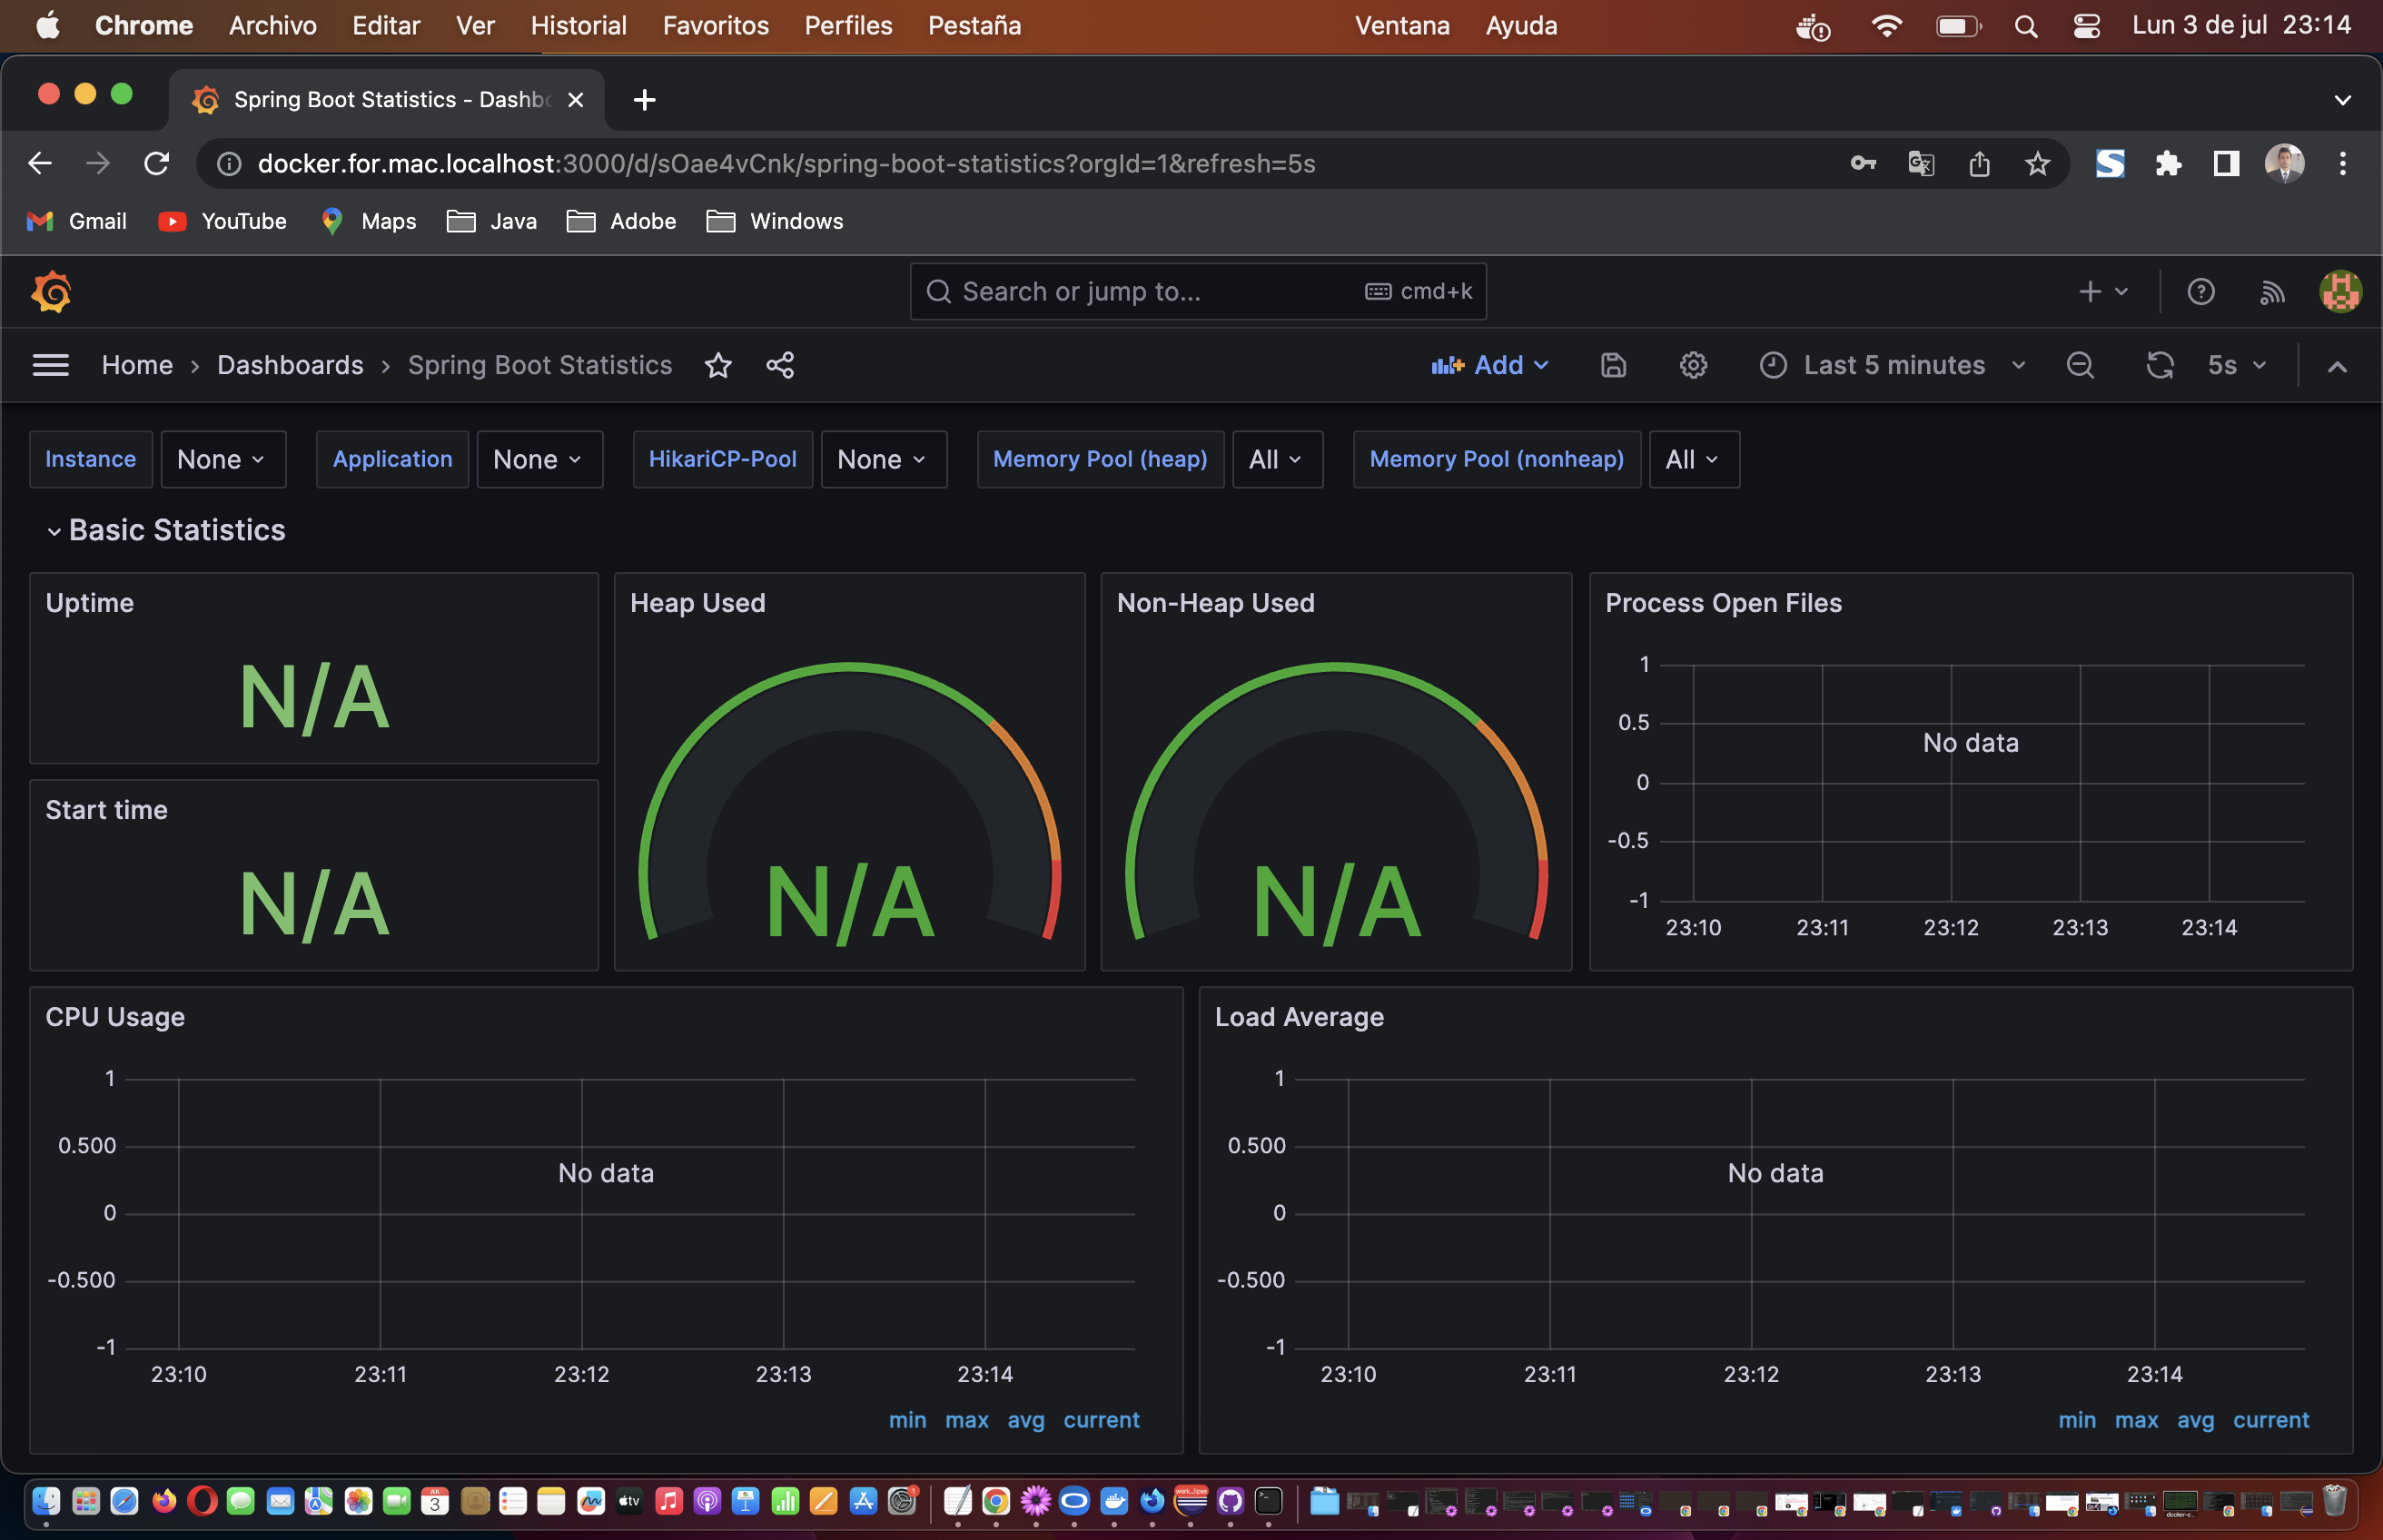 Chrome Archivo Editar Ver Historial Favoritos Perfiles Pestaña Ventana Ayuda Lun 3 de jul 23:14
Spring Boot Statistics - Dashbo
docker.for.mac.localhost:3000/d/sOae4vCnk/spring-boot-statistics?orgId=1&refresh=5s
Gmail YouTube Maps Java Adobe Windows
Search or jump to... cmd+k
Home › Dashboards › Spring Boot Statistics Add Last 5 minutes 5s
Instance None Application None HikariCP-Pool None Memory Pool (heap) All Memory Pool (nonheap) All
Basic Statistics
Uptime
N/A
Start time
N/A
Heap Used
N/A
Non-Heap Used
N/A
Process Open Files
1
0.5
No data
0
-0.5
-1
23:10 23:11 23:12 23:13 23:14
CPU Usage
1
0.500
No data
0
-0.500
-1
23:10 23:11 23:12 23:13 23:14
min max avg current
Load Average
1
0.500
No data
0
-0.500
-1
23:10 23:11 23:12 23:13 23:14
min max avg current
JUL
3
tv
1